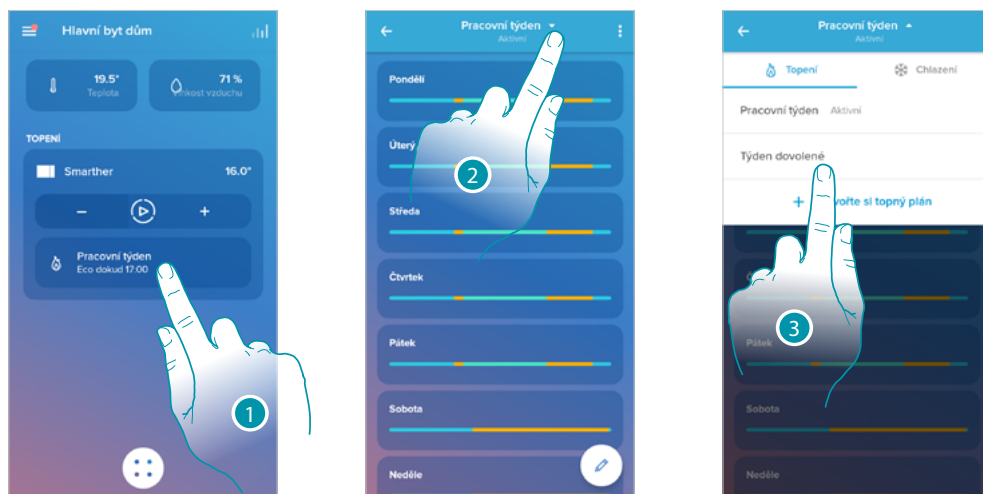 Hlavní byt dům
19.5°
Teplota
71 %
vzduchu
TOPENÍ
Smarther
16.0°
−
+
Pracovní týden
Eco dokud 17:00
1
Pracovní týden
Aktivní
Pondělí
Úterý
Středa
Čtvrtek
Pátek
Sobota
Neděle
2
Pracovní týden
Aktivní
Topení
Chlazení
Pracovní týden Aktivní
Týden dovolené
+ si topný plán
Pátek
Sobota
Neděle
3